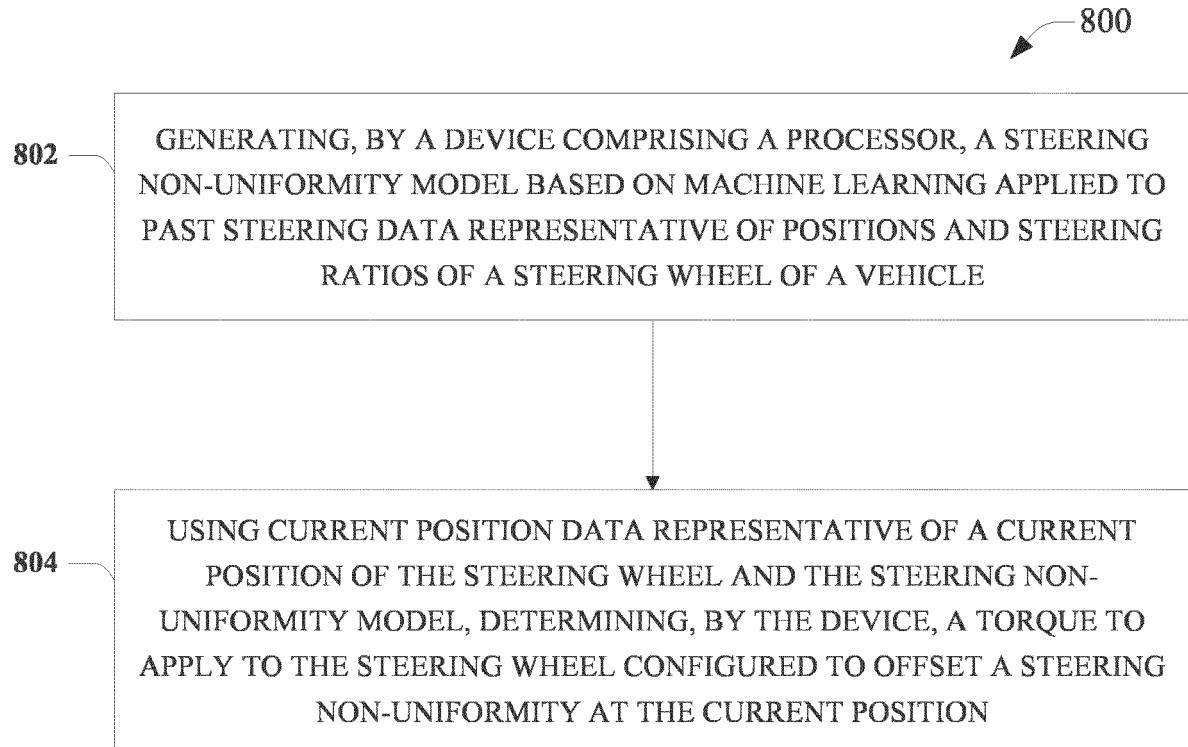 800
802
GENERATING, BY A DEVICE COMPRISING A PROCESSOR, A STEERING
NON-UNIFORMITY MODEL BASED ON MACHINE LEARNING APPLIED TO
PAST STEERING DATA REPRESENTATIVE OF POSITIONS AND STEERING
RATIOS OF A STEERING WHEEL OF A VEHICLE
804
USING CURRENT POSITION DATA REPRESENTATIVE OF A CURRENT
POSITION OF THE STEERING WHEEL AND THE STEERING NON-
UNIFORMITY MODEL, DETERMINING, BY THE DEVICE, A TORQUE TO
APPLY TO THE STEERING WHEEL CONFIGURED TO OFFSET A STEERING
NON-UNIFORMITY AT THE CURRENT POSITION